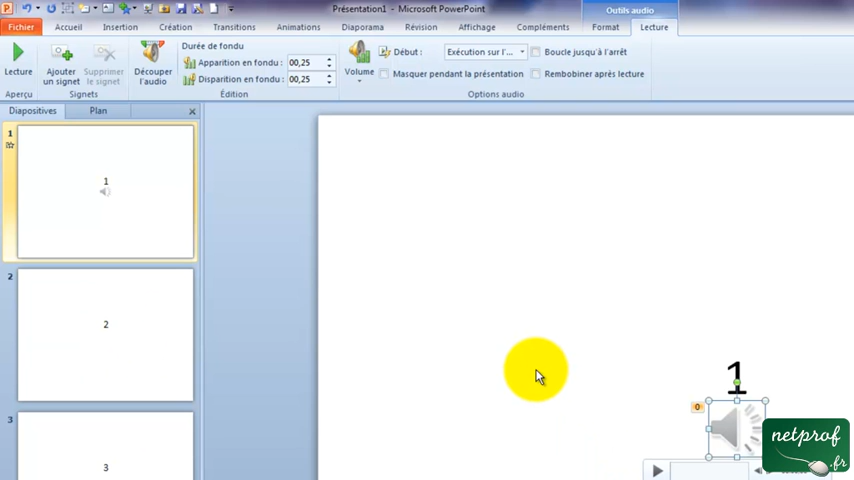 Présentation1 - Microsoft PowerPoint
Outils audio
Fichier
Accueil
Insertion
Création
Transitions
Animations
Diaporama
Révision
Affichage
Compléments
Format
Lecture
Lecture
Ajouter un signet
Supprimer le signet
Découper l'audio
Durée de fondu
Apparition en fondu : 00,25
Disparition en fondu : 00,25
Volume
Début : Exécution sur l'...
Masquer pendant la présentation
Boucle jusqu'à l'arrêt
Rembobiner après lecture
Aperçu
Signets
Édition
Options audio
Diapositives
Plan
1
1
2
2
3
3
1
0
netprof
.fr